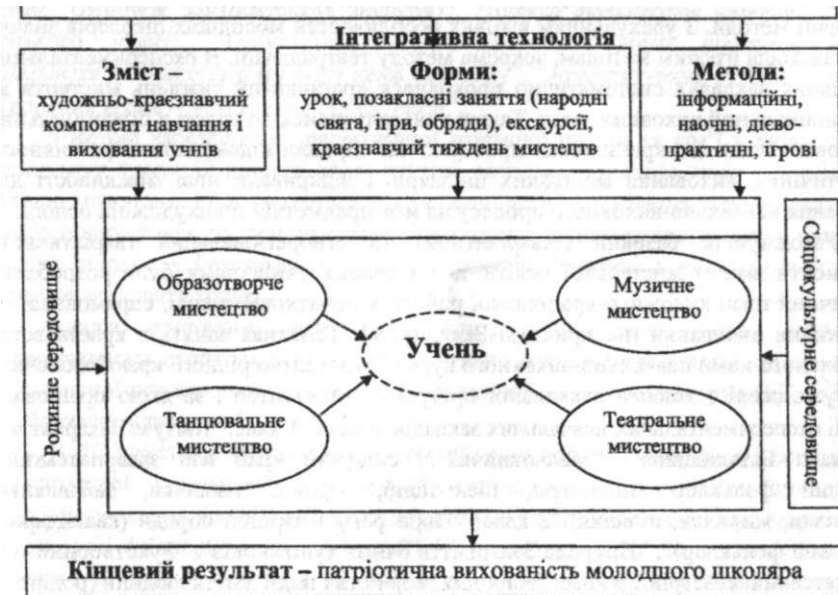 Інтегративна технологія
Зміст –
художньо-краєзнавчий
компонент навчання і
виховання учнів
Форми:
урок, позакласні заняття (народні
свята, ігри, обряди), екскурсії,
краєзнавчий тиждень мистецтв
Методи:
інформаційні,
наочні, дієво-
практичні, ігрові
Родинне середовище
Образотворче
мистецтво
Музичне
мистецтво
Учень
Танцювальне
мистецтво
Театральне
мистецтво
Соціокультурне середовище
Кінцевий результат – патріотична вихованість молодшого школяра